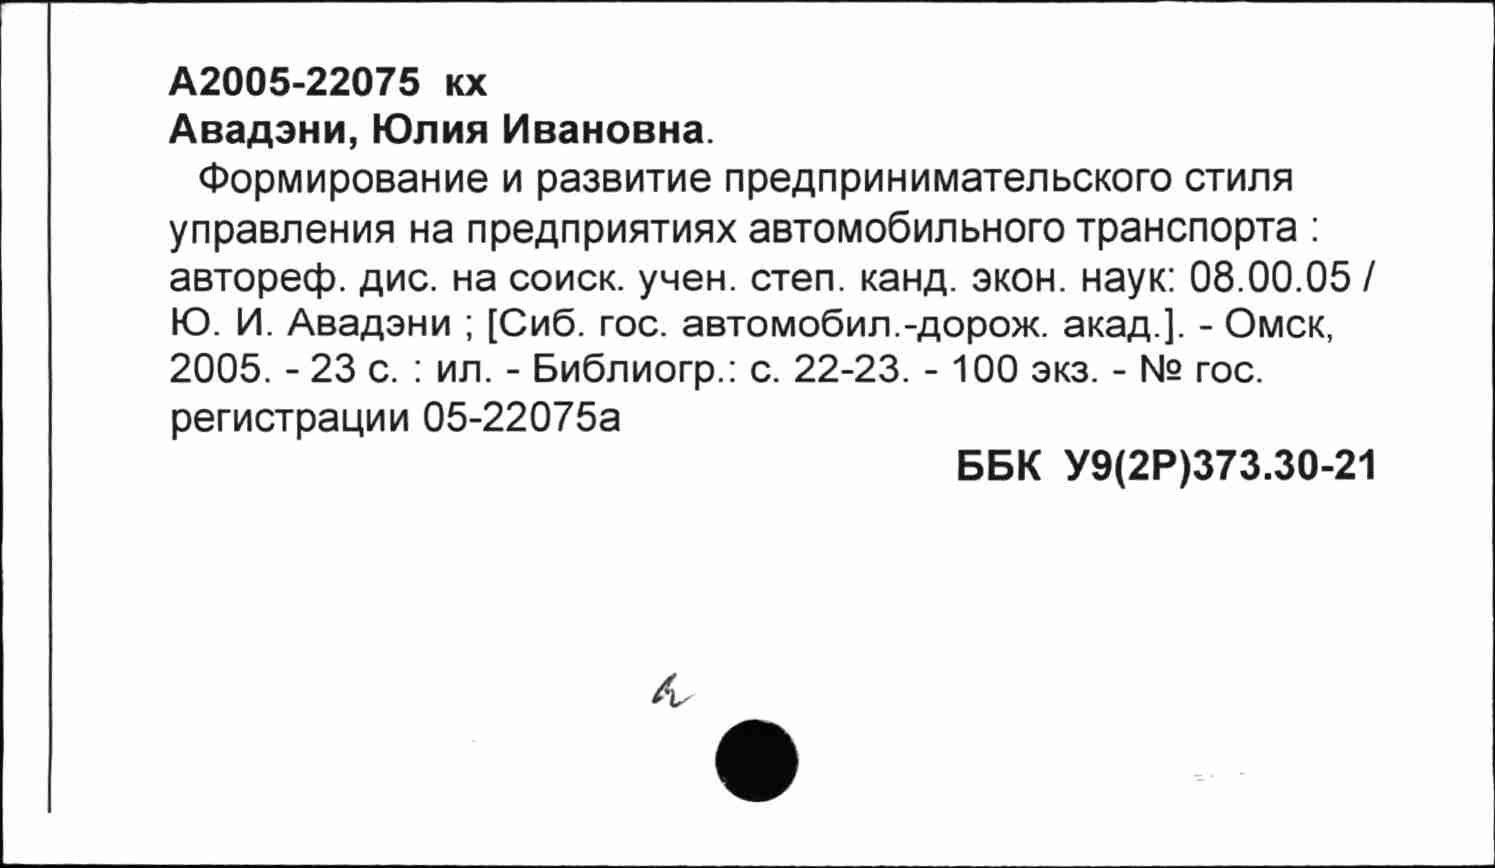 А2005-22075 кх
Авадэни, Юлия Ивановна.
Формирование и развитие предпринимательского стиля
управления на предприятиях автомобильного транспорта :
автореф. дис. на соиск. учен. степ. канд. экон. наук: 08.00.05 /
Ю. И. Авадэни ; [Сиб. гос. автомобил.-дорож. акад.]. - Омск,
2005. - 23 с. : ил. - Библиогр.: с. 22-23. - 100 экз. - № гос.
регистрации 05-22075а
ББК У9(2Р)373.30-21